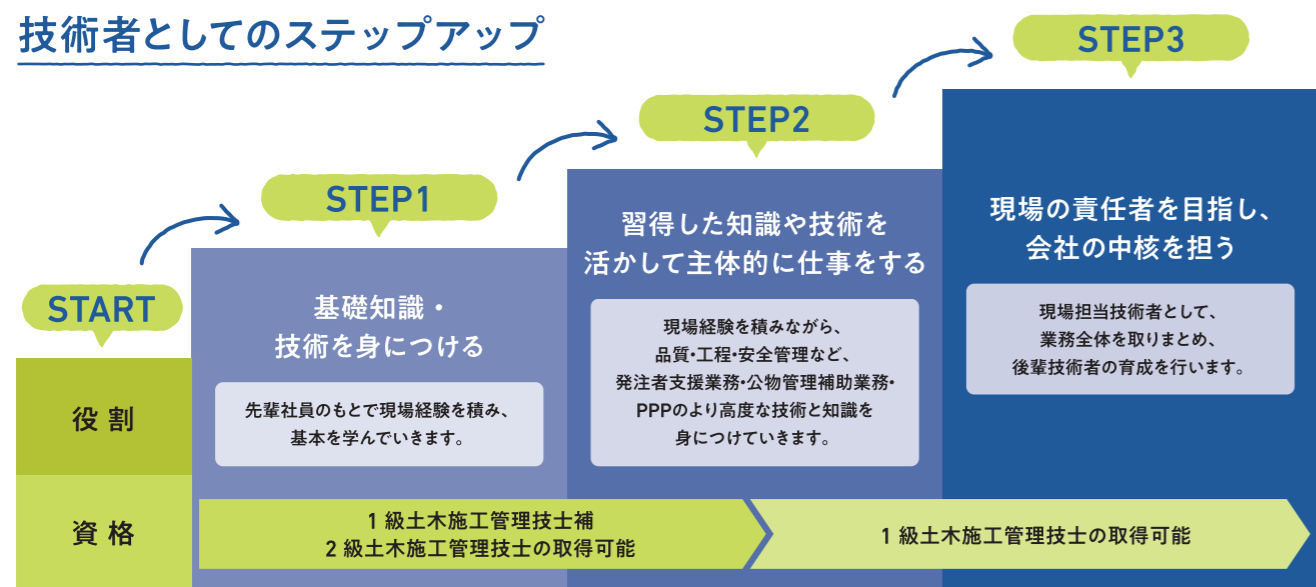 技術者としてのステップアップ
START
役割
資格
STEP1
基礎知識・
技術を身につける
先輩社員のもとで現場経験を積み、
基本を学んでいきます。
STEP2
習得した知識や技術を
活かして主体的に仕事をする
現場経験を積みながら、
品質・工程・安全管理など、
発注者支援業務・公物管理補助業務・
PPPのより高度な技術と知識を
身につけていきます。
STEP3
現場の責任者を目指し、
会社の中核を担う
現場担当技術者として、
業務全体を取りまとめ、
後輩技術者の育成を行います。
1 級土木施工管理技士補
2 級土木施工管理技士の取得可能
1 級土木施工管理技士の取得可能